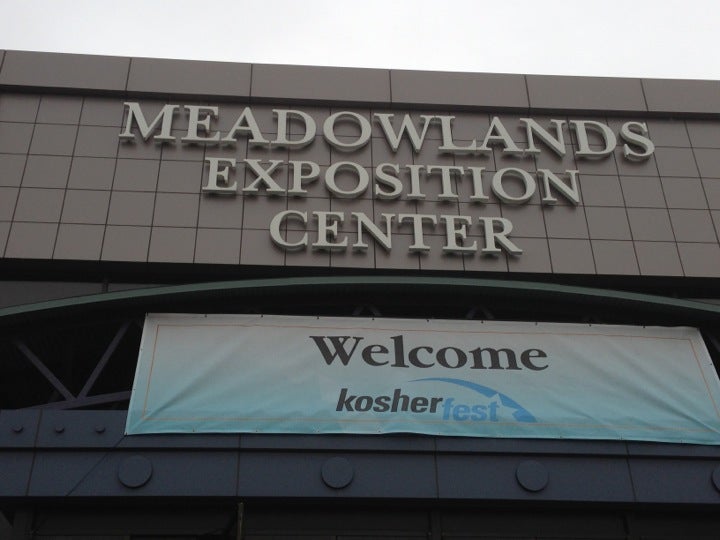 MEADOWLANDS
EXPOSITION
CENTER
Welcome
kosherfest